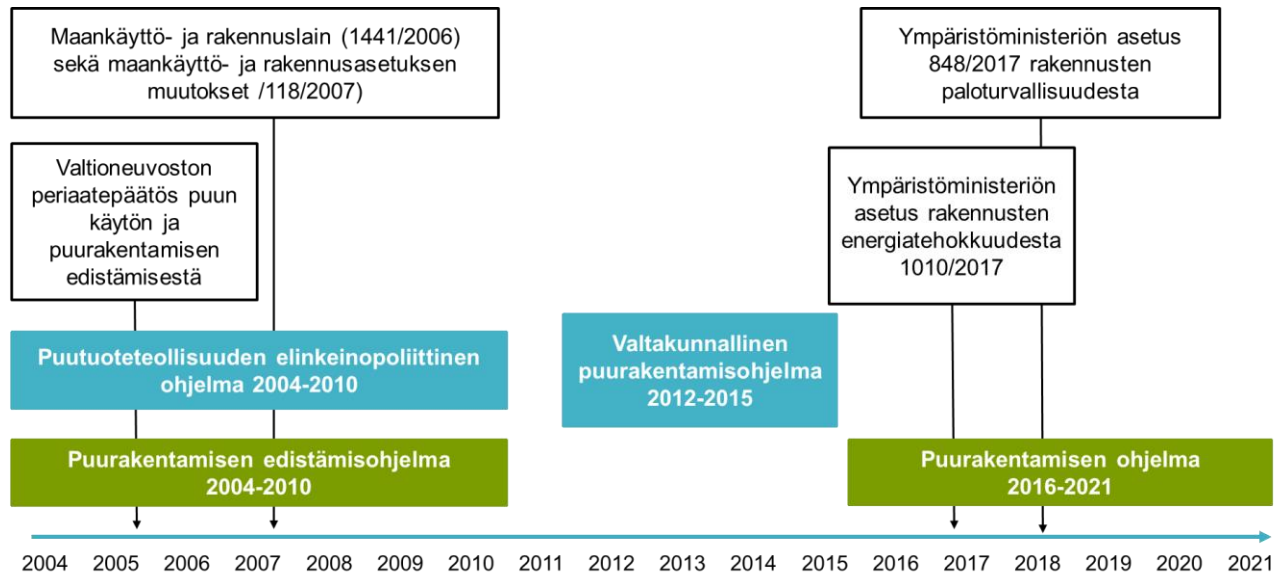 Maankäyttö- ja rakennuslain (1441/2006)
sekä maankäyttö- ja rakennusasetuksen
muutokset /118/2007)
Ympäristöministeriön asetus
848/2017 rakennusten
paloturvallisuudesta
Valtioneuvoston
periaatepäätös puun
käytön ja
puurakentamisen
edistämisestä
Ympäristöministeriön
asetus rakennusten
energiatehokkuudesta
1010/2017
Puutuoteteollisuuden elinkeinopoliittinen
ohjelma 2004-2010
Valtakunnallinen
puurakentamisohjelma
2012-2015
Puurakentamisen edistämisohjelma
2004-2010
Puurakentamisen ohjelma
2016-2021
2004 2005 2006 2007 2008 2009 2010 2011 2012 2013 2014 2015 2016 2017 2018 2019 2020 2021